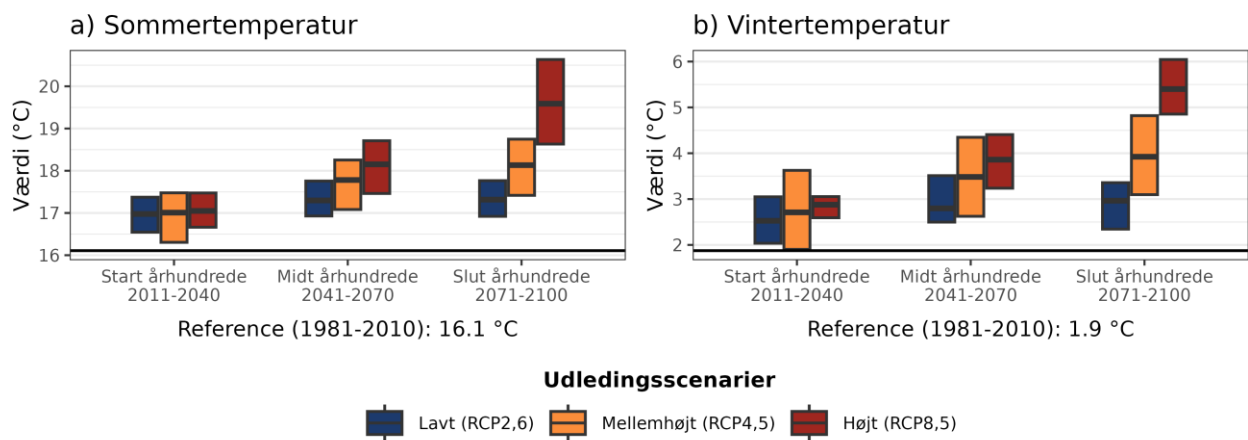 a) Sommertemperatur
Værdi (°C)
20
19
18
17
16
Start århundrede
2011-2040
Midt århundrede
2041-2070
Slut århundrede
2071-2100
Reference (1981-2010): 16.1 °C
b) Vintertemperatur
Værdi (°C)
6
5
4
3
2
Start århundrede
2011-2040
Midt århundrede
2041-2070
Slut århundrede
2071-2100
Reference (1981-2010): 1.9 °C
Udledingsscenarier
Lavt (RCP2,6)
Mellemhøjt (RCP4,5)
Højt (RCP8,5)